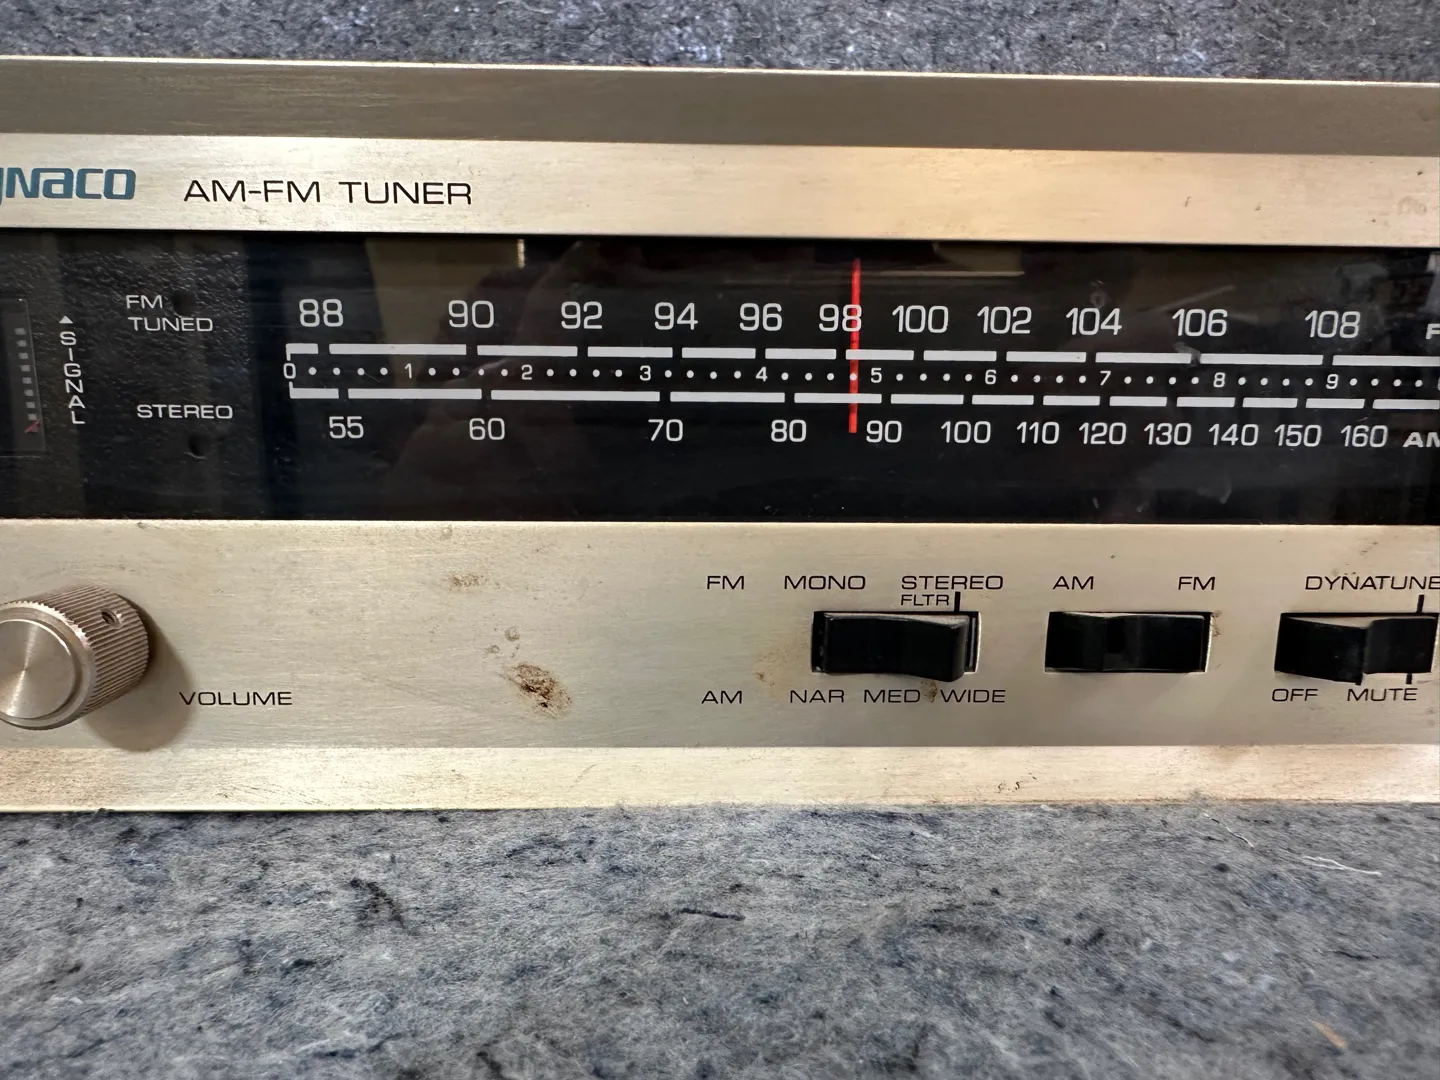 ynaco AM-FM TUNER
FM
TUNED
STEREO
SIGNAL
88 90 92 94 96 98 100 102 104 106 108
0 1 2 3 4 5 6 7 8 9
55 60 70 80 90 100 110 120 130 140 150 160 AM
FM MONO STEREO AM FM DYNATUNE
FLTR
VOLUME
AM NAR MED WIDE OFF MUTE